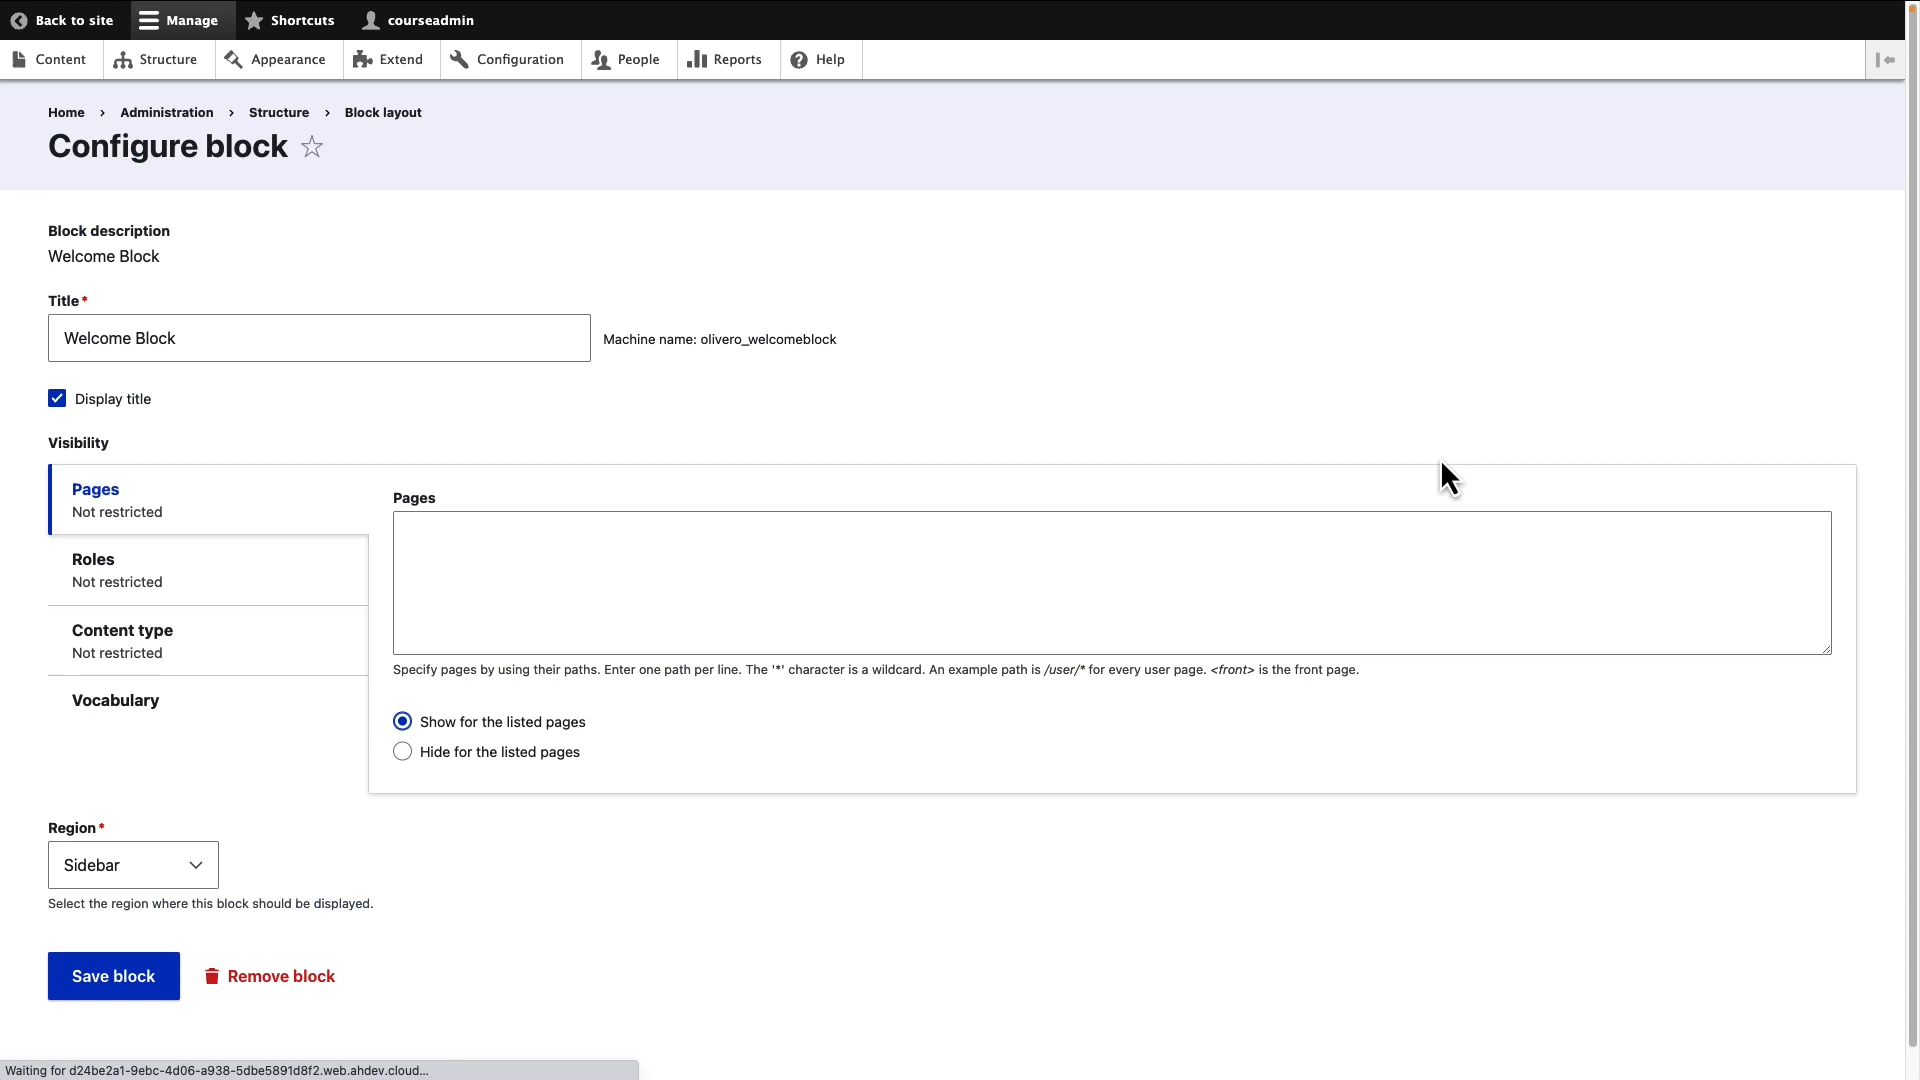 Back to site Manage Shortcuts courseadmin
Content Structure Appearance Extend Configuration People Reports Help
Home › Administration › Structure › Block layout
Configure block
Block description
Welcome Block
Title*
Welcome Block Machine name: olivero_welcomeblock
Display title
Visibility
Pages
Not restricted
Roles
Not restricted
Content type
Not restricted
Vocabulary
Pages
Specify pages by using their paths. Enter one path per line. The '*' character is a wildcard. An example path is /user/* for every user page. <front> is the front page.
Show for the listed pages
Hide for the listed pages
Region*
Sidebar
Select the region where this block should be displayed.
Save block Remove block
Waiting for d24be2a1-9ebc-4d06-a938-5dbe5891d8f2.web.ahdev.cloud...